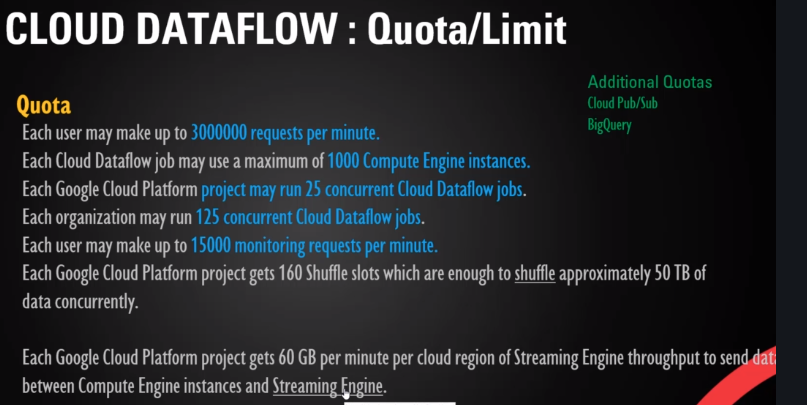 CLOUD DATAFLOW : Quota/Limit
Additional Quotas
Cloud Pub/Sub
BigQuery
Quota
Each user may make up to 3000000 requests per minute.
Each Cloud Dataflow job may use a maximum of 1000 Compute Engine instances.
Each Google Cloud Platform project may run 25 concurrent Cloud Dataflow jobs.
Each organization may run 125 concurrent Cloud Dataflow jobs.
Each user may make up to 15000 monitoring requests per minute.
Each Google Cloud Platform project gets 160 Shuffle slots which are enough to shuffle approximately 50 TB of
data concurrently.
Each Google Cloud Platform project gets 60 GB per minute per cloud region of Streaming Engine throughput to send data
between Compute Engine instances and Streaming Engine.